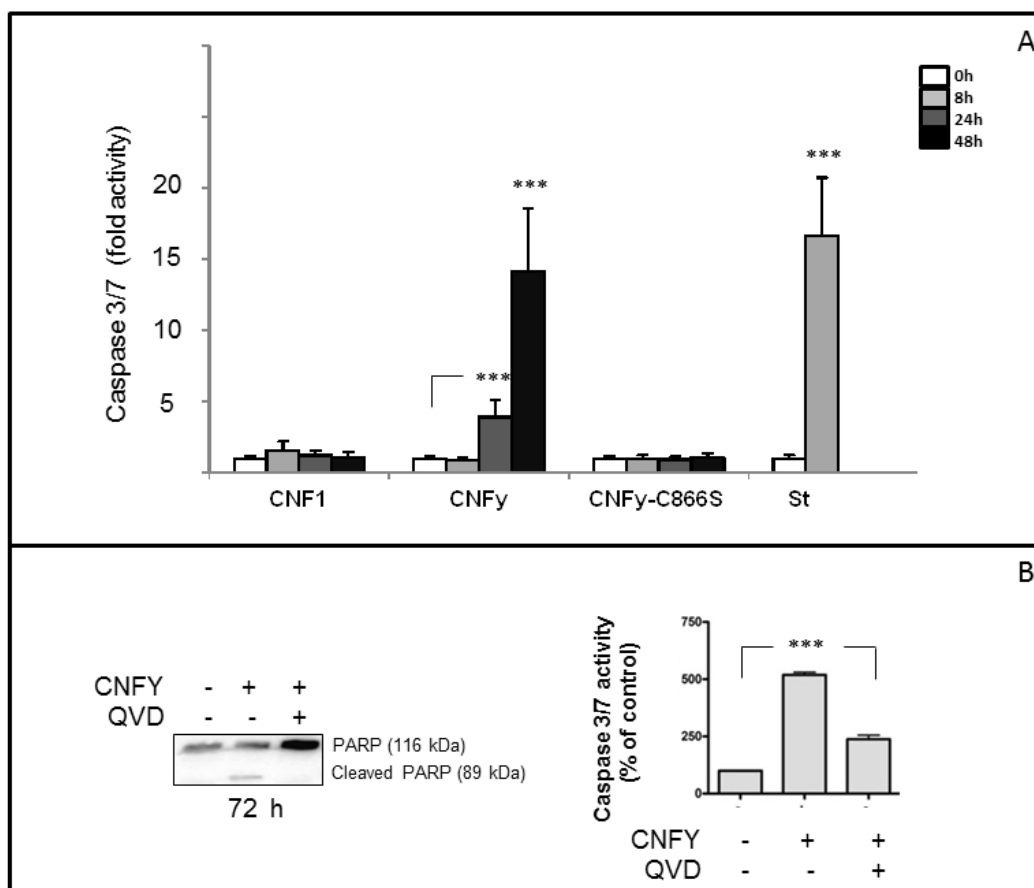 A
0h
8h
24h
48h
Caspase 3/7 (fold activity)
20
15
10
5
***
***
***
CNF1 CNFy CNFy-C866S St
B
CNFY - + +
QVD - - +
PARP (116 kDa)
Cleaved PARP (89 kDa)
72 h
Caspase 3/7 activity
(% of control)
750
500
250
0
***
CNFY - + +
QVD - - +